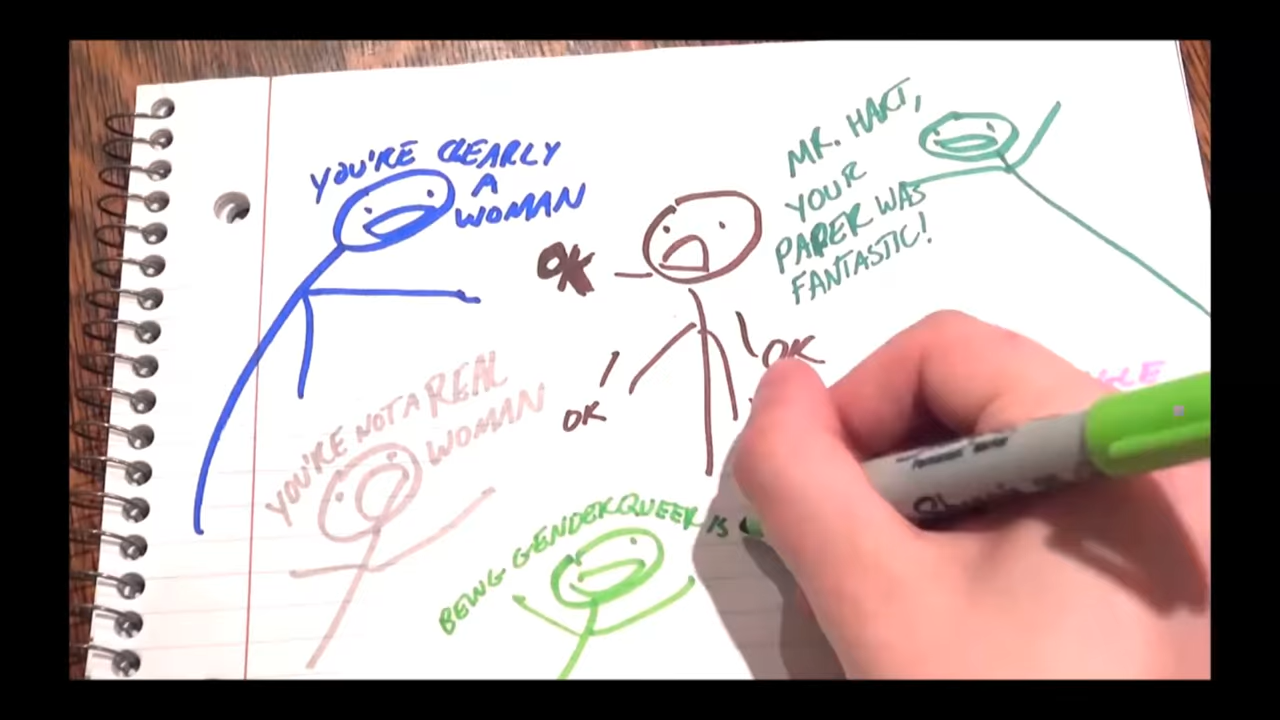 YOU'RE CLEARLY
A
WOMAN
MR. HART,
YOUR
PAPER WAS
FANTASTIC!
OK
OK
OK
YOU'RE NOT A REAL
WOMAN
BEING GENDERQUEER IS